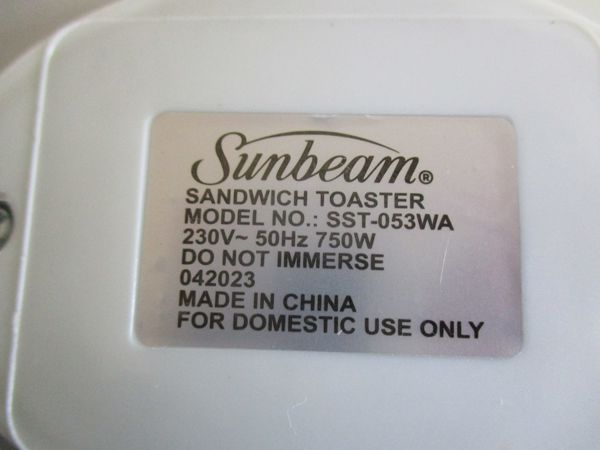 Sunbeam®
SANDWICH TOASTER
MODEL NO.: SST-053WA
230V~ 50Hz 750W
DO NOT IMMERSE
042023
MADE IN CHINA
FOR DOMESTIC USE ONLY